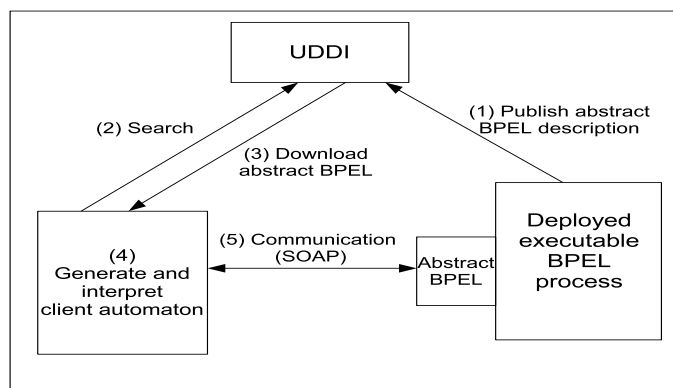 UDDI
(1) Publish abstract
BPEL description
(2) Search
(3) Download
abstract BPEL
(4)
Generate and
interpret
client automaton
(5) Communication
(SOAP)
Abstract
BPEL
Deployed
executable
BPEL
process